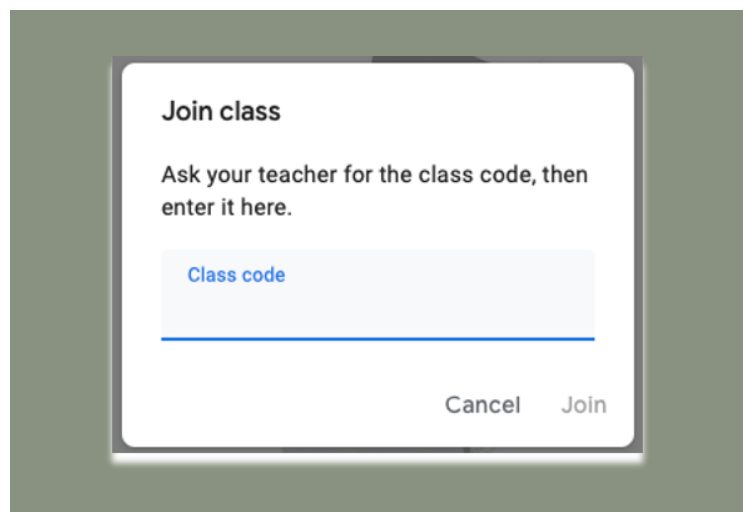 Join class
Ask your teacher for the class code, then
enter it here.
Class code
Cancel Join